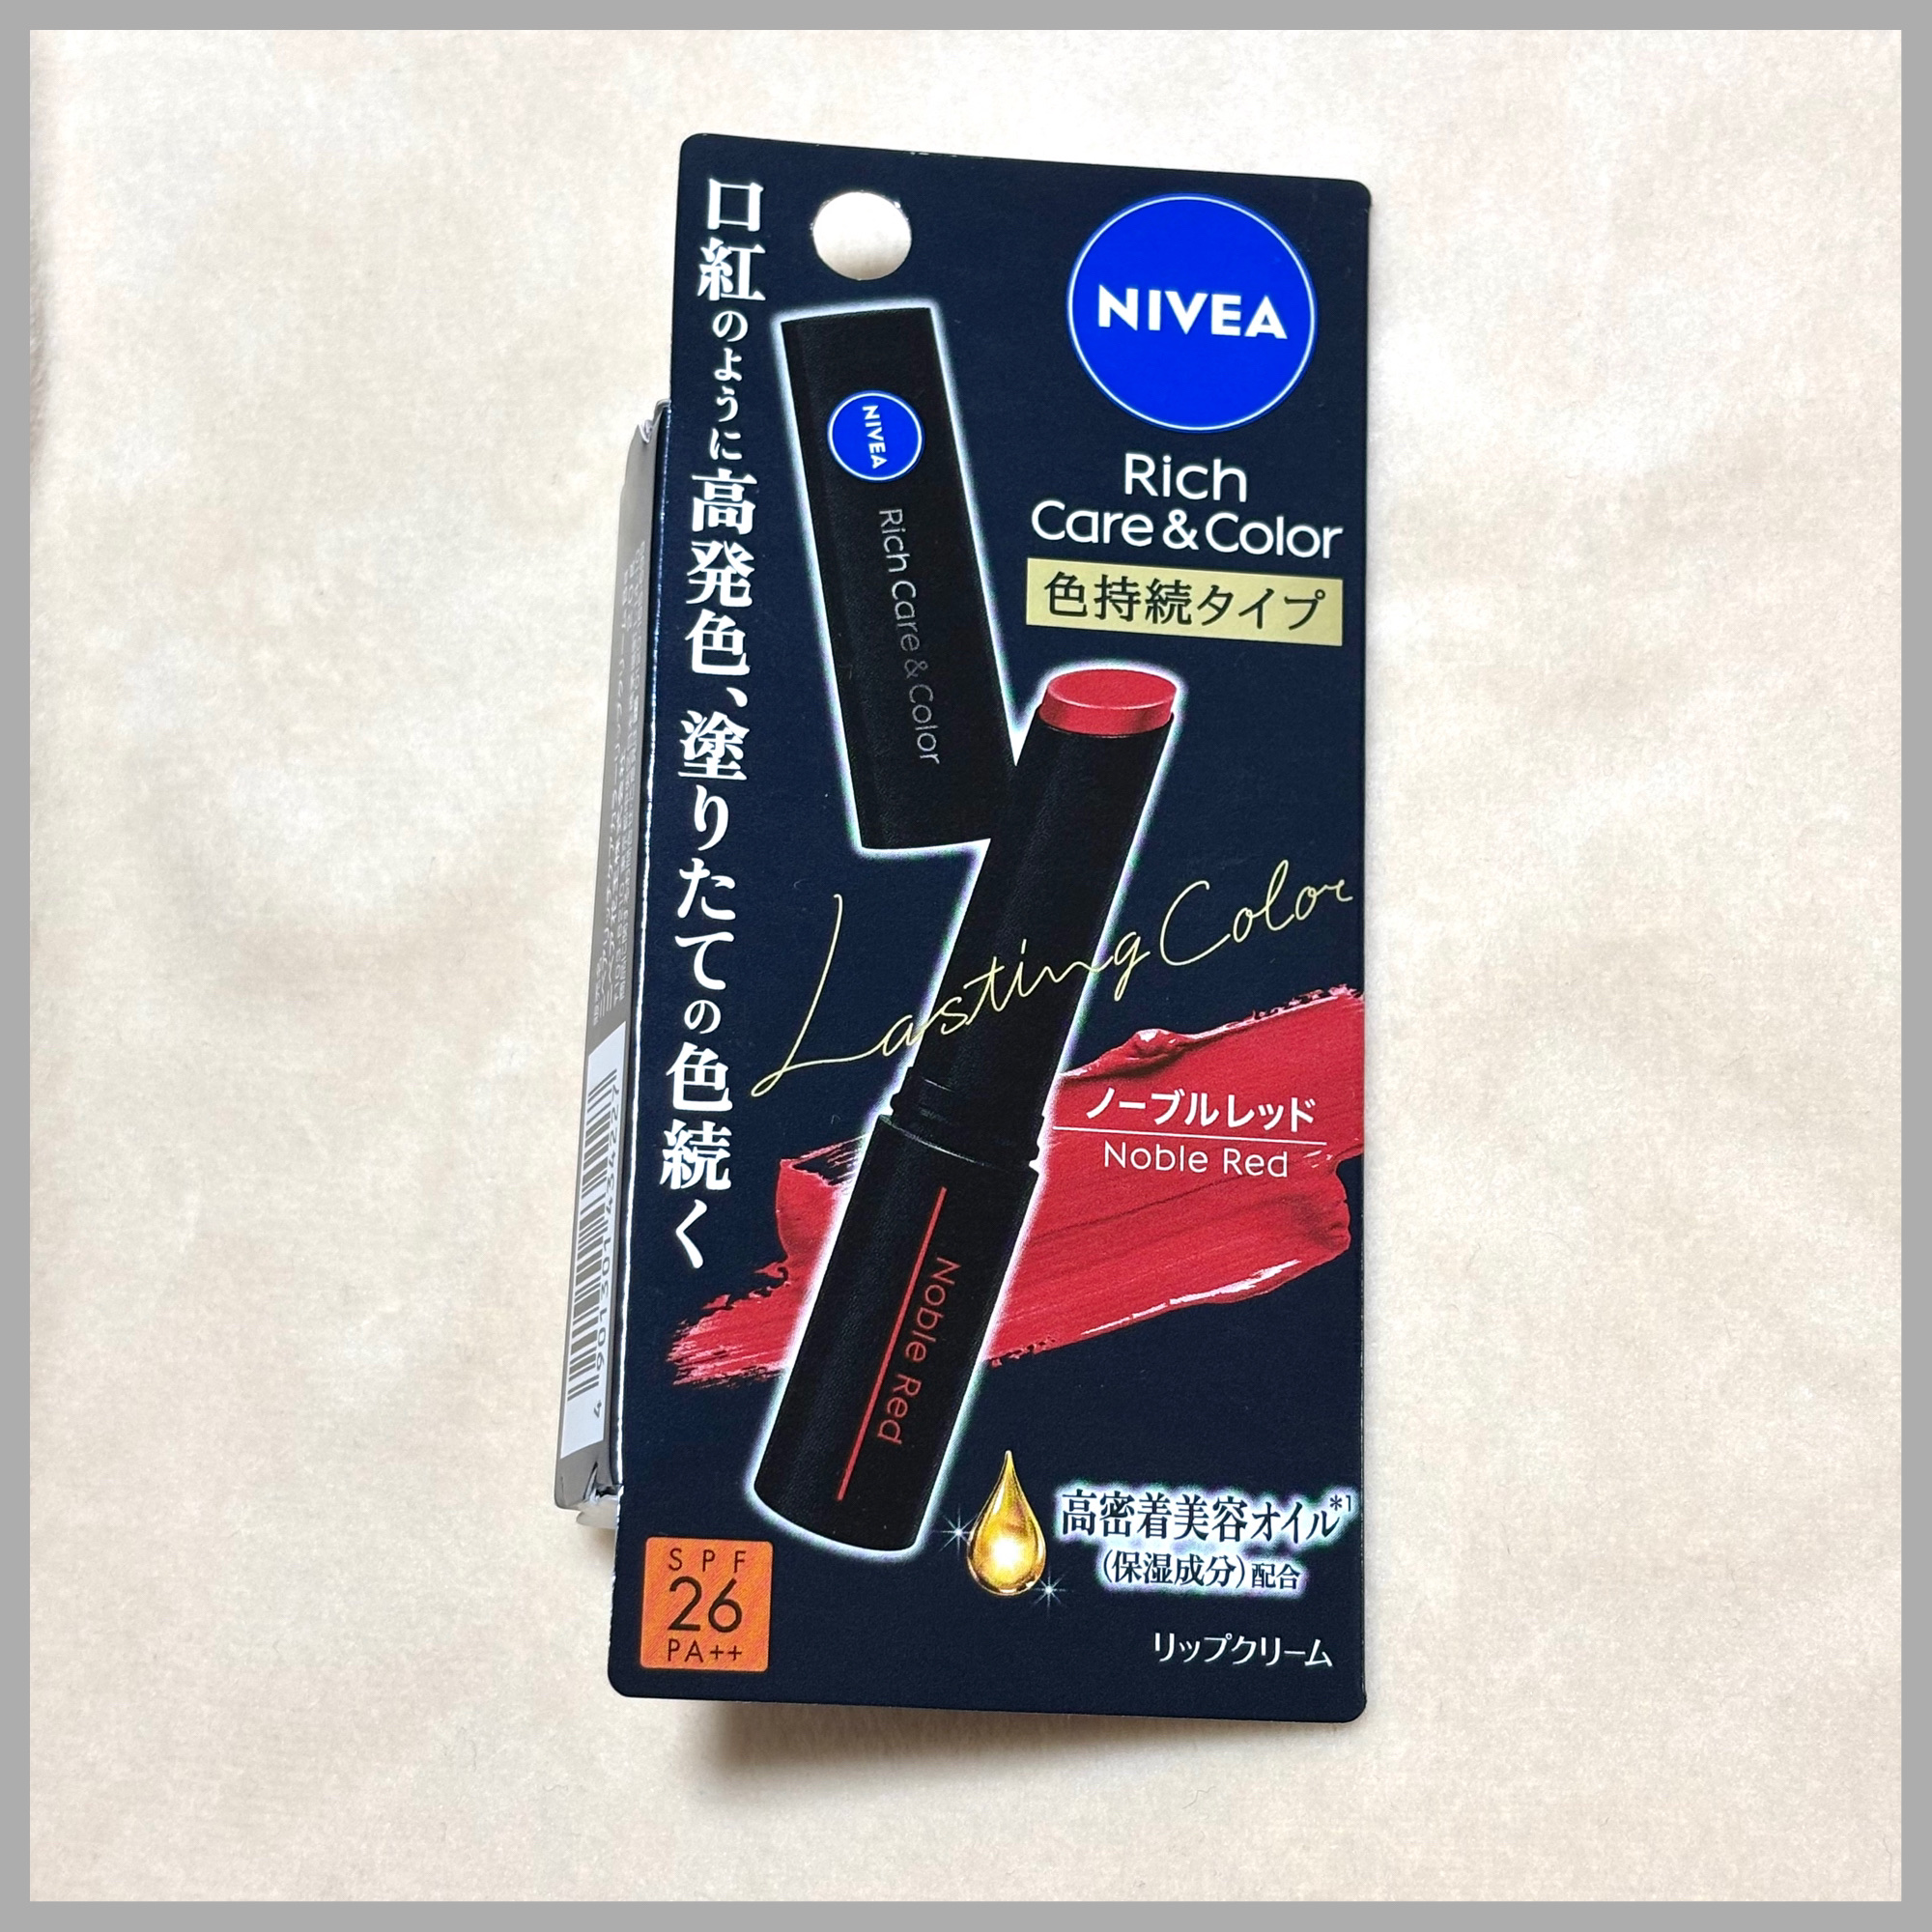 口紅のように高発色、塗りたての色続く
NIVEA
Rich
Care & Color
色持続タイプ
NIVEA
Rich Care & Color
Lasting Color
ノーブルレッド
Noble Red
Noble Red
高密着美容オイル*1
(保湿成分)配合
リップクリーム
SPF
26
PA++